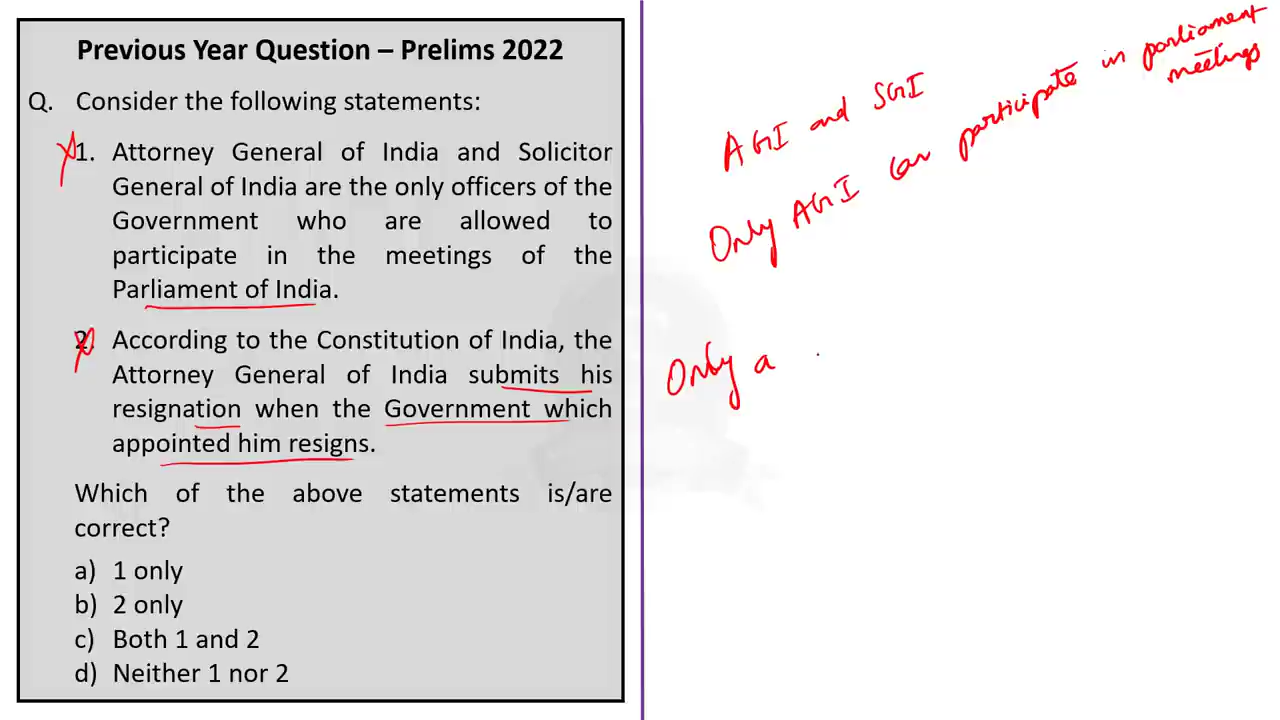 Previous Year Question – Prelims 2022
Q. Consider the following statements:
1. Attorney General of India and Solicitor
General of India are the only officers of the
Government who are allowed to
participate in the meetings of the
Parliament of India.
2. According to the Constitution of India, the
Attorney General of India submits his
resignation when the Government which
appointed him resigns.
Which of the above statements is/are
correct?
a) 1 only
b) 2 only
c) Both 1 and 2
d) Neither 1 nor 2
AGI and SGI
Only AGI can participate in parliament
meetings
Only a